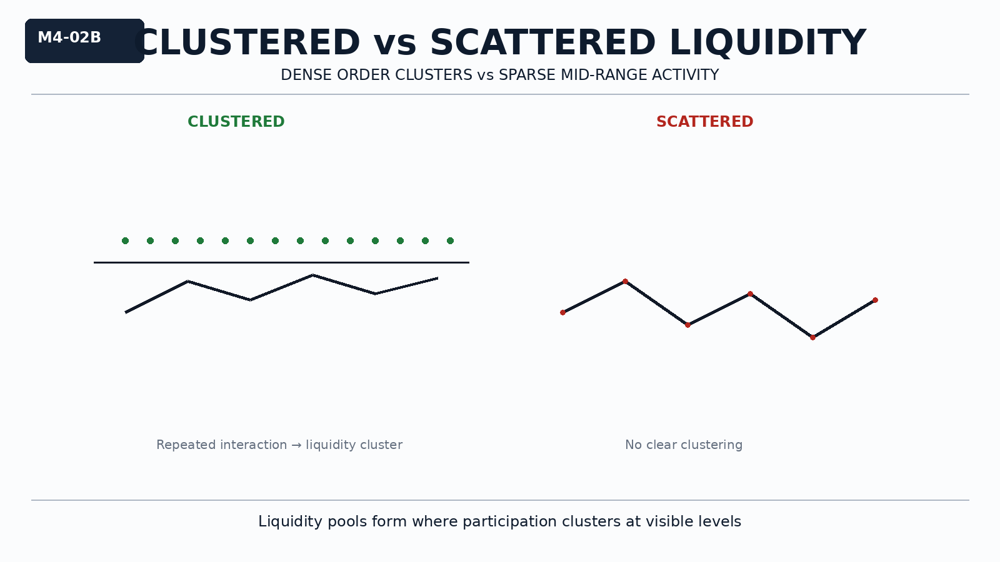 M4-02B
CLUSTERED vs SCATTERED LIQUIDITY
DENSE ORDER CLUSTERS vs SPARSE MID-RANGE ACTIVITY
CLUSTERED
SCATTERED
Repeated interaction → liquidity cluster
No clear clustering
Liquidity pools form where participation clusters at visible levels